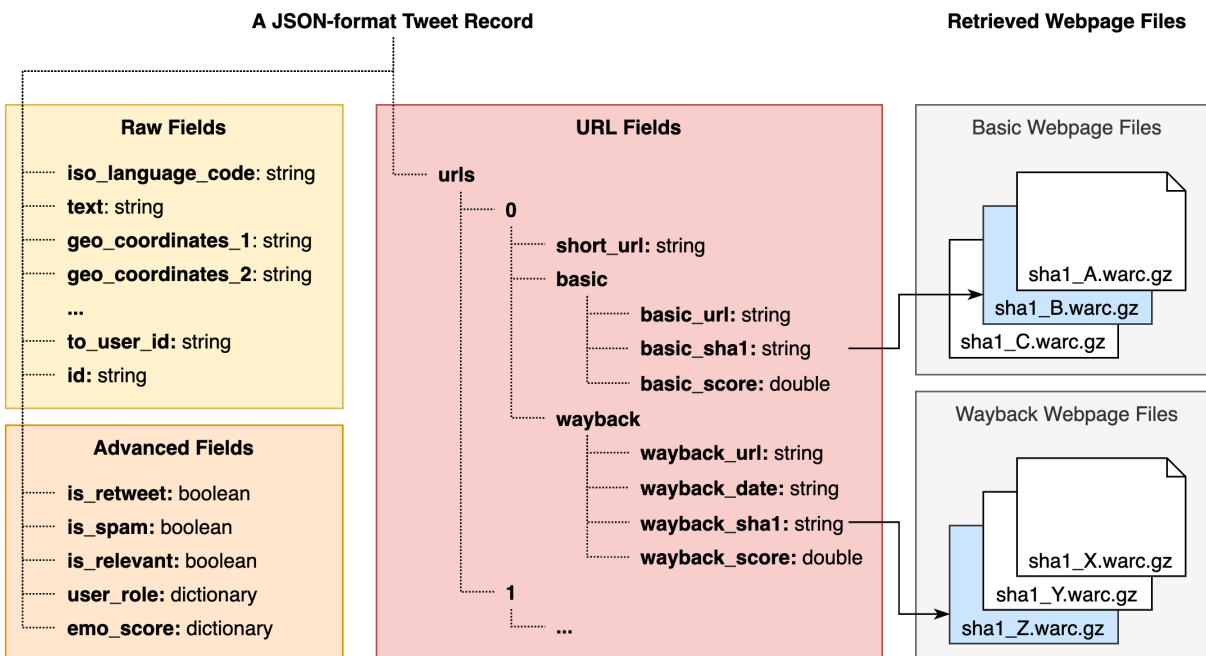 A JSON-format Tweet Record
Retrieved Webpage Files
Raw Fields
iso_language_code: string
text: string
geo_coordinates_1: string
geo_coordinates_2: string
...
to_user_id: string
id: string
Advanced Fields
is_retweet: boolean
is_spam: boolean
is_relevant: boolean
user_role: dictionary
emo_score: dictionary
URL Fields
urls
0
short_url: string
basic
basic_url: string
basic_sha1: string
basic_score: double
wayback
wayback_url: string
wayback_date: string
wayback_sha1: string
wayback_score: double
1
...
Basic Webpage Files
sha1_A.warc.gz
sha1_B.warc.gz
sha1_C.warc.gz
Wayback Webpage Files
sha1_X.warc.gz
sha1_Y.warc.gz
sha1_Z.warc.gz